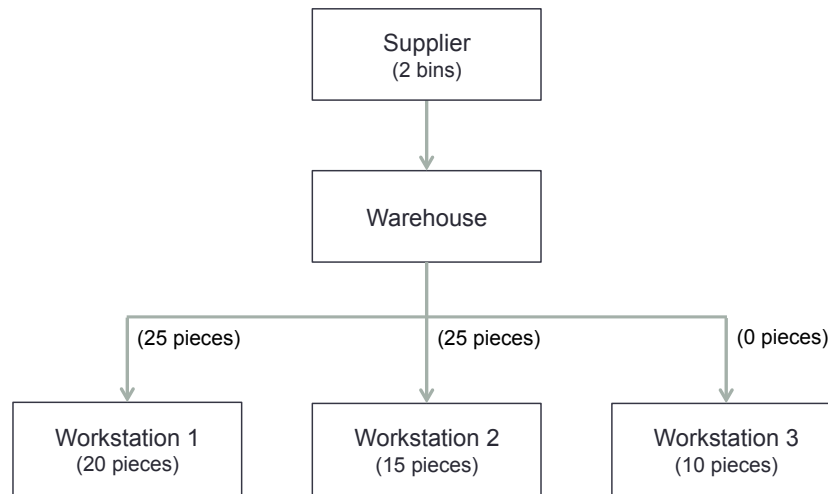 Supplier
(2 bins)
Warehouse
(25 pieces)
(25 pieces)
(0 pieces)
Workstation 1
(20 pieces)
Workstation 2
(15 pieces)
Workstation 3
(10 pieces)